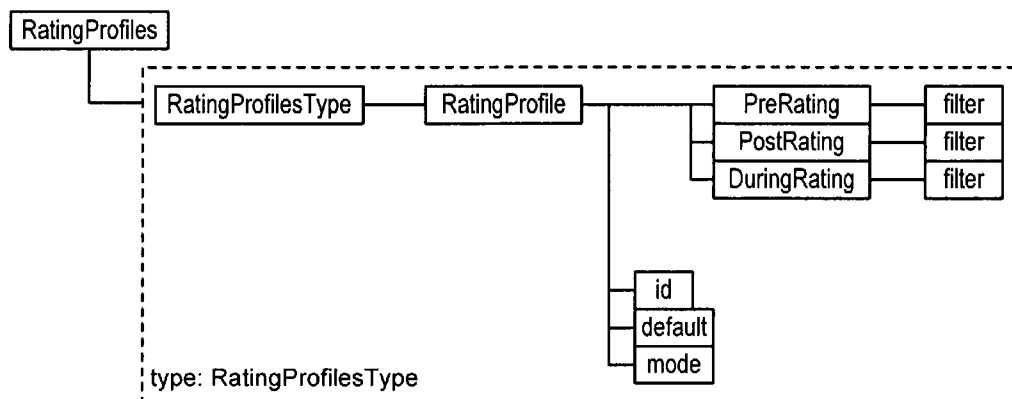 RatingProfiles
RatingProfilesType
RatingProfile
PreRating
filter
PostRating
filter
DuringRating
filter
id
default
mode
type: RatingProfilesType